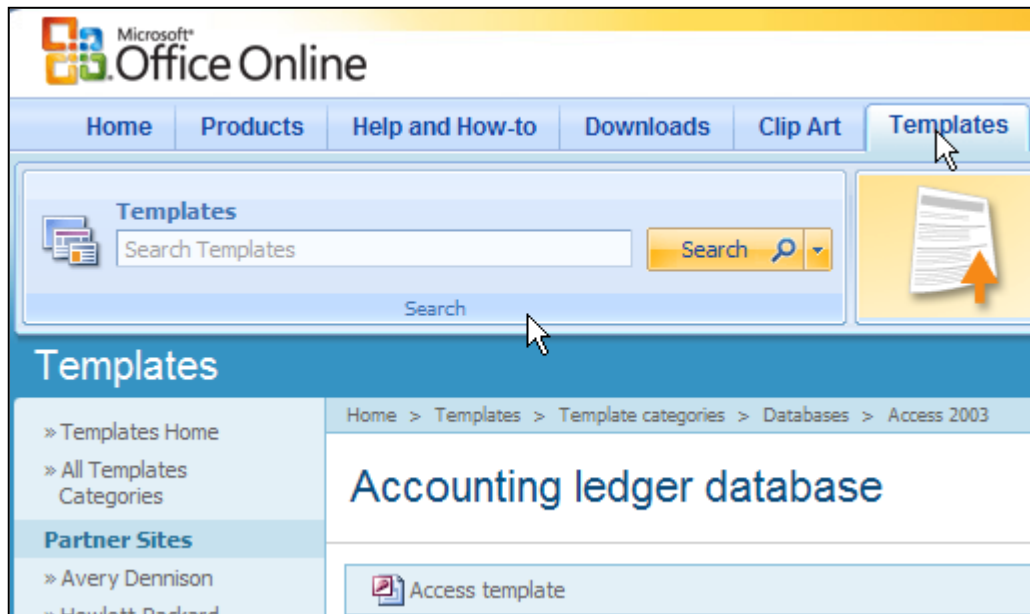 Microsoft®
Office Online
Home Products Help and How-to Downloads Clip Art Templates
Templates
Search Templates
Search
Search
Templates
Home > Templates > Template categories > Databases > Access 2003
» Templates Home
» All Templates
Categories
Partner Sites
» Avery Dennison
» Hewlett Packard
Accounting ledger database
Access template